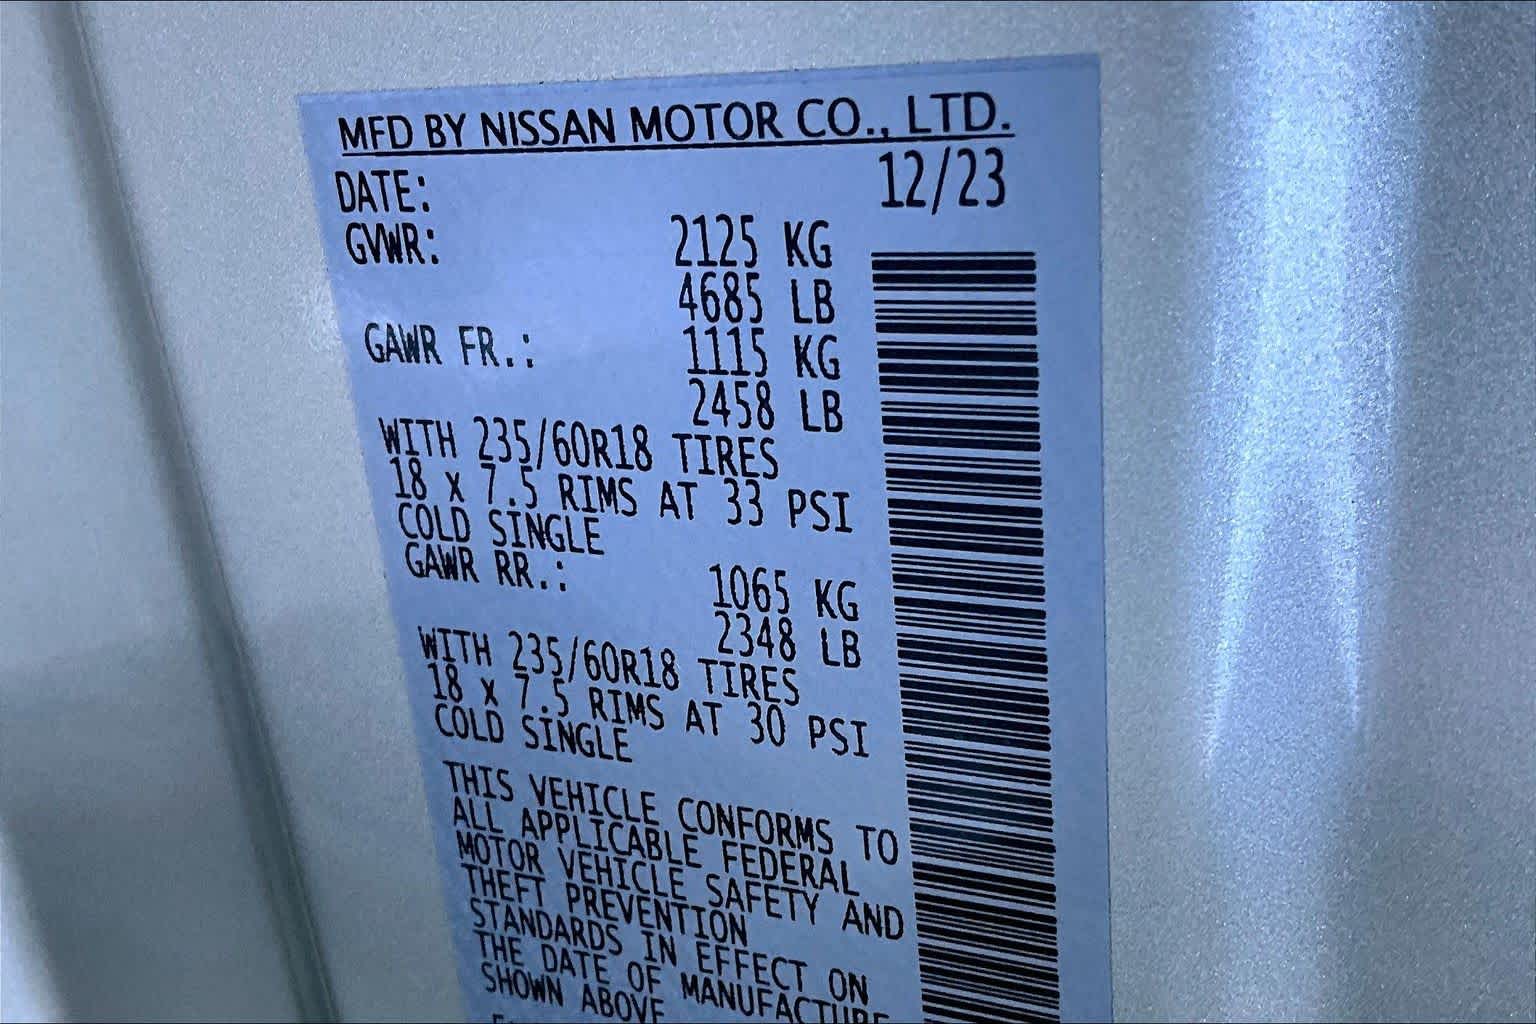 MFD BY NISSAN MOTOR CO., LTD.
DATE: 12/23
GVWR: 2125 KG
4685 LB
GAWR FR.: 1115 KG
2458 LB
WITH 235/60R18 TIRES
18 x 7.5 RIMS AT 33 PSI
COLD SINGLE
GAWR RR.: 1065 KG
2348 LB
WITH 235/60R18 TIRES
18 x 7.5 RIMS AT 30 PSI
COLD SINGLE
THIS VEHICLE CONFORMS TO
ALL APPLICABLE FEDERAL
MOTOR VEHICLE SAFETY AND
THEFT PREVENTION
STANDARDS IN EFFECT ON
THE DATE OF MANUFACTURE
SHOWN ABOVE